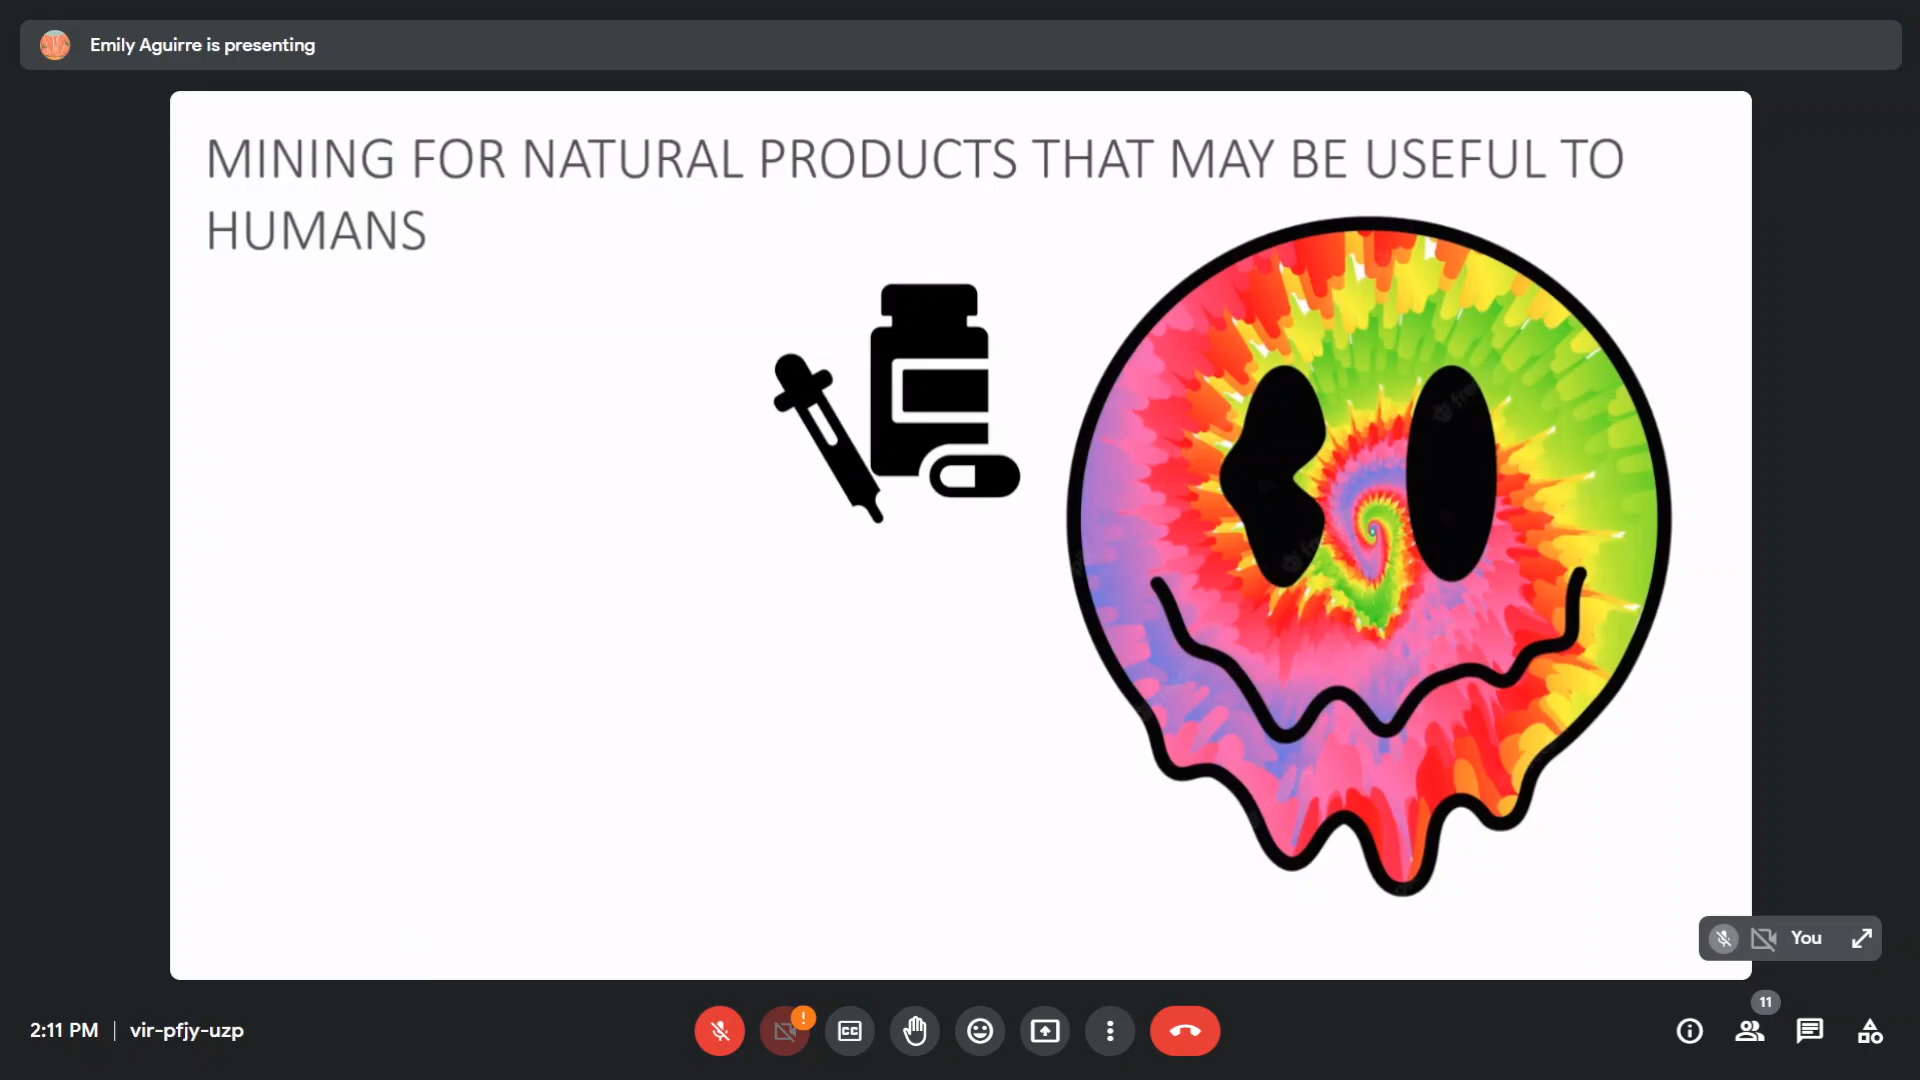 Emily Aguirre is presenting
MINING FOR NATURAL PRODUCTS THAT MAY BE USEFUL TO
HUMANS
You
11
2:11 PM | vir-pfjy-uzp
!
CC